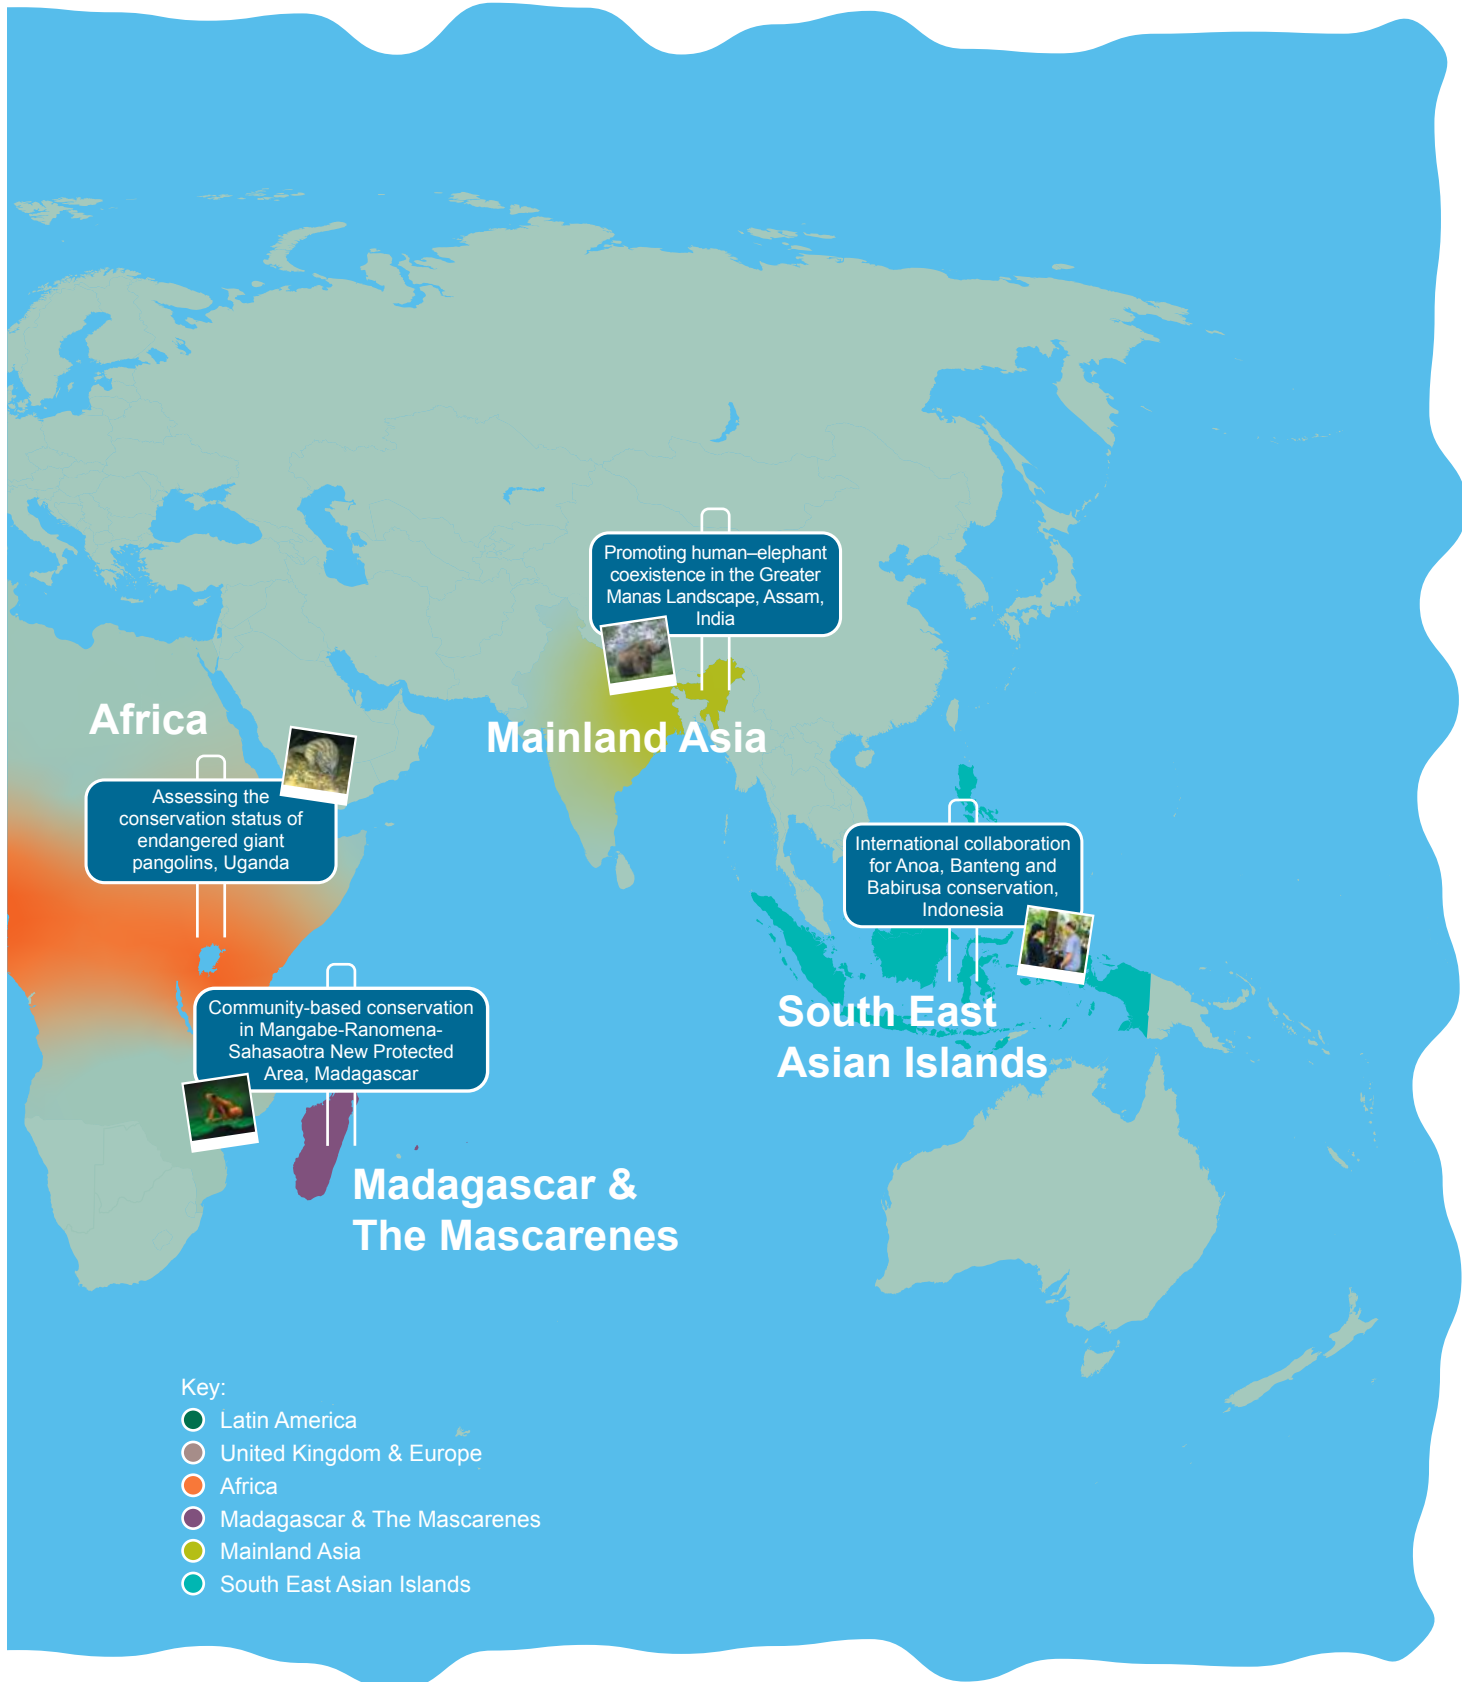 Promoting human–elephant
coexistence in the Greater
Manas Landscape, Assam,
India
Africa
Mainland Asia
Assessing the
conservation status of
endangered giant
pangolins, Uganda
International collaboration
for Anoa, Banteng and
Babirusa conservation,
Indonesia
Community-based conservation
in Mangabe-Ranomena-
Sahasaotra New Protected
Area, Madagascar
South East
Asian Islands
Madagascar &
The Mascarenes
Key:
Latin America
United Kingdom & Europe
Africa
Madagascar & The Mascarenes
Mainland Asia
South East Asian Islands